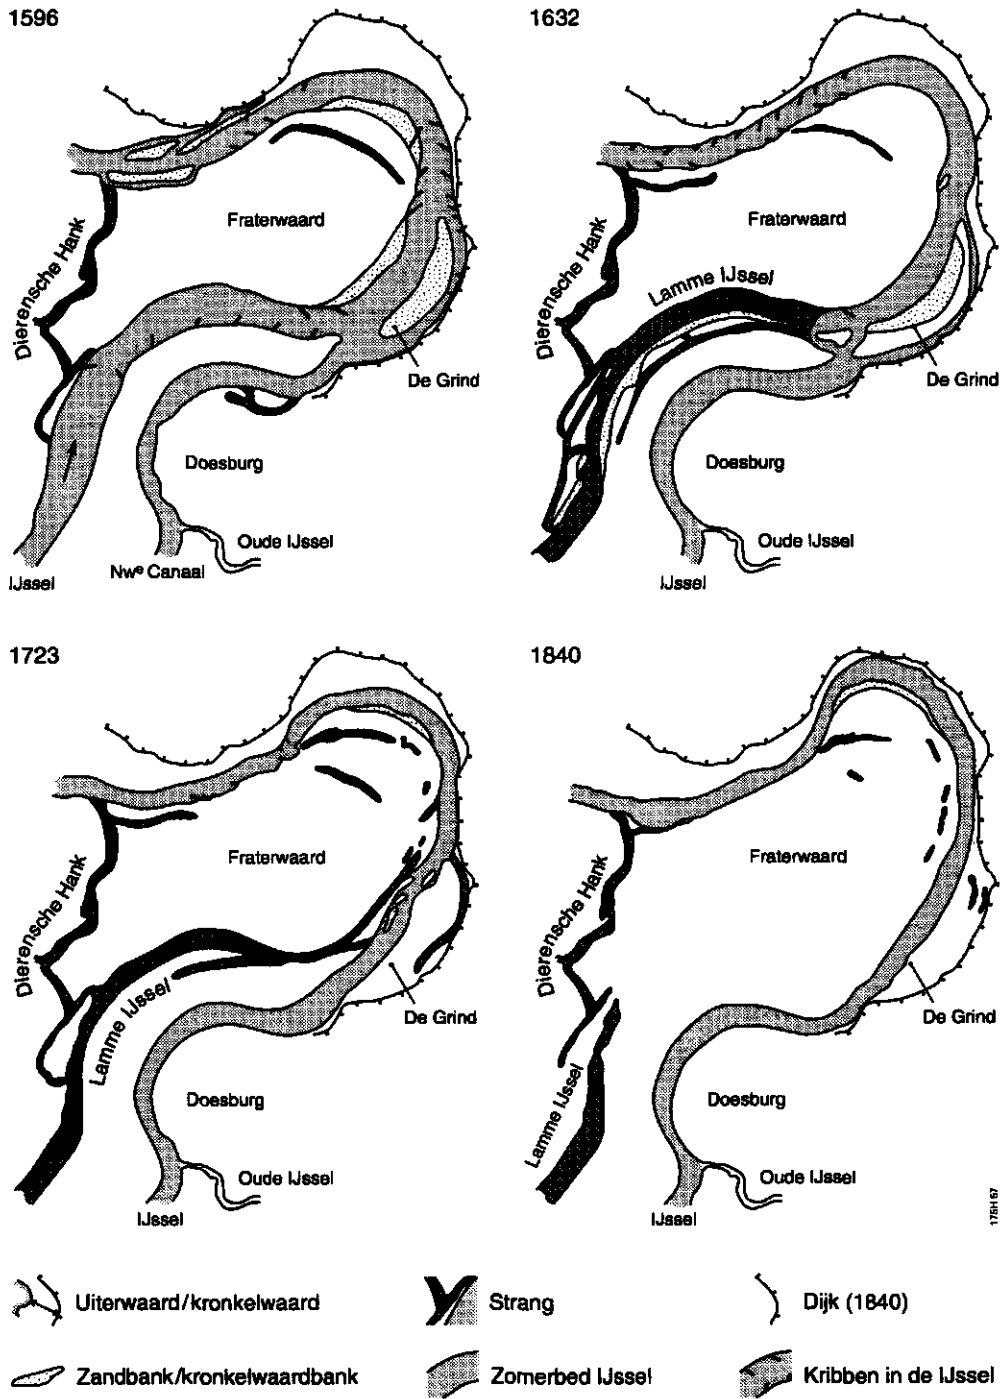 1596
Fraterwaard
Dierensche Hank
De Grind
Doesburg
Oude IJssel
Nwe Canaal
IJssel
1632
Fraterwaard
Dierensche Hank
Lamme IJssel
De Grind
Doesburg
Oude IJssel
IJssel
1723
Fraterwaard
Dierensche Hank
Lamme IJssel
De Grind
Doesburg
Oude IJssel
IJssel
1840
Fraterwaard
Dierensche Hank
De Grind
Lamme IJssel
Doesburg
Oude IJssel
IJssel
Uiterwaard/kronkelwaard
Strang
Dijk (1840)
Zandbank/kronkelwaardbank
Zomerbed IJssel
Kribben in de IJssel